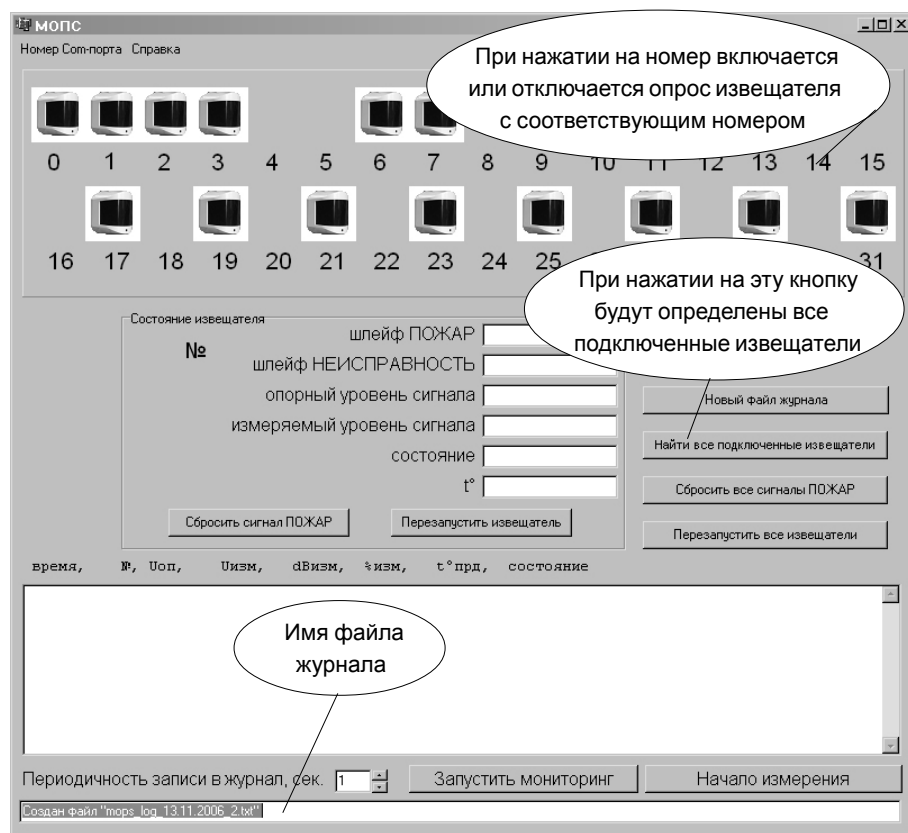 МОПС
Номер Com-порта Справка
При нажатии на номер включается
или отключается опрос извещателя
с соответствующим номером
0 1 2 3 4 5 6 7 8 9 10 11 12 13 14 15
16 17 18 19 20 21 22 23 24 25 31
При нажатии на эту кнопку
будут определены все
подключенные извещатели
Состояние извещателя
№
шлейф ПОЖАР
шлейф НЕИСПРАВНОСТЬ
опорный уровень сигнала
измеряемый уровень сигнала
состояние
t°
Сбросить сигнал ПОЖАР Перезапустить извещатель
Новый файл журнала
Найти все подключенные извещатели
Сбросить все сигналы ПОЖАР
Перезапустить все извещатели
время, №, Uоп, Uизм, dBизм, %изм, t°прд, состояние
Имя файла
журнала
Периодичность записи в журнал, сек. 1 Запустить мониторинг Начало измерения
Создан файл "mops_log_13.11.2006_2.txt"